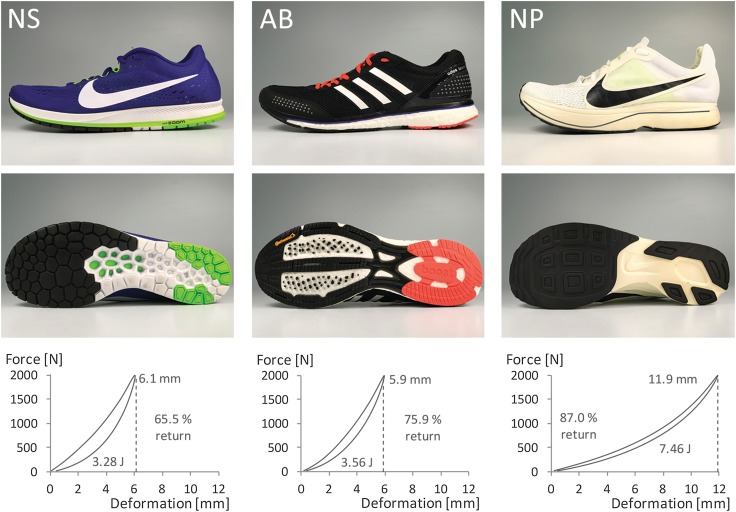 NS
AB
NP
ZOOM
Force [N]
2000
1500
1000
500
0
6.1 mm
65.5 %
return
3.28 J
0 2 4 6 8 10 12
Deformation [mm]
Force [N]
2000
1500
1000
500
0
5.9 mm
75.9 %
return
3.56 J
0 2 4 6 8 10 12
Deformation [mm]
2000
1500
1000
500
0
11.9 mm
87.0 %
return
7.46 J
0 2 4 6 8 10 12
Deformation [mm]